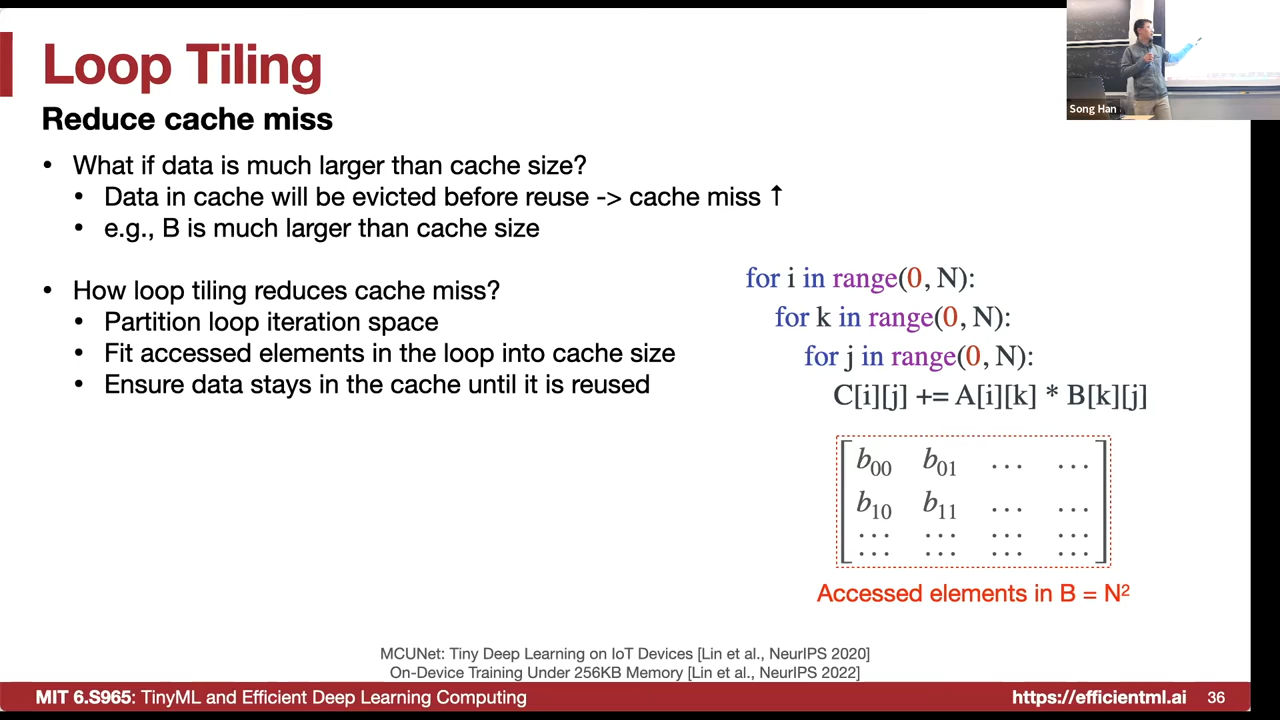 Loop Tiling
Reduce cache miss
• What if data is much larger than cache size?
• Data in cache will be evicted before reuse -> cache miss ↑
• e.g., B is much larger than cache size
• How loop tiling reduces cache miss?
• Partition loop iteration space
• Fit accessed elements in the loop into cache size
• Ensure data stays in the cache until it is reused
for i in range(0, N):
for k in range(0, N):
for j in range(0, N):
C[i][j] += A[i][k] * B[k][j]
b00 b01 ... ...
b10 b11 ... ...
... ... ... ...
... ... ... ...
Accessed elements in B = N²
MCUNet: Tiny Deep Learning on IoT Devices [Lin et al., NeurIPS 2020]
On-Device Training Under 256KB Memory [Lin et al., NeurIPS 2022]
MIT 6.S965: TinyML and Efficient Deep Learning Computing
https://efficientml.ai
36
Song Han